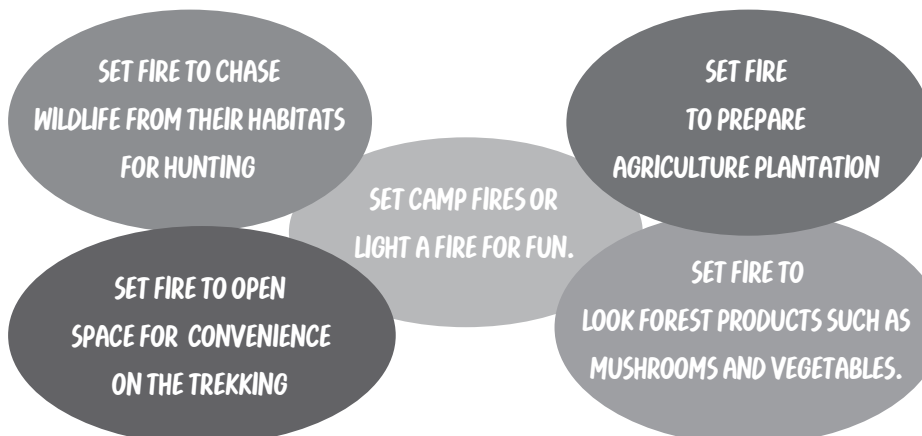 SET FIRE TO CHASE
WILDLIFE FROM THEIR HABITATS
FOR HUNTING
SET FIRE
TO PREPARE
AGRICULTURE PLANTATION
SET CAMP FIRES OR
LIGHT A FIRE FOR FUN.
SET FIRE TO OPEN
SPACE FOR CONVENIENCE
ON THE TREKKING
SET FIRE TO
LOOK FOREST PRODUCTS SUCH AS
MUSHROOMS AND VEGETABLES.